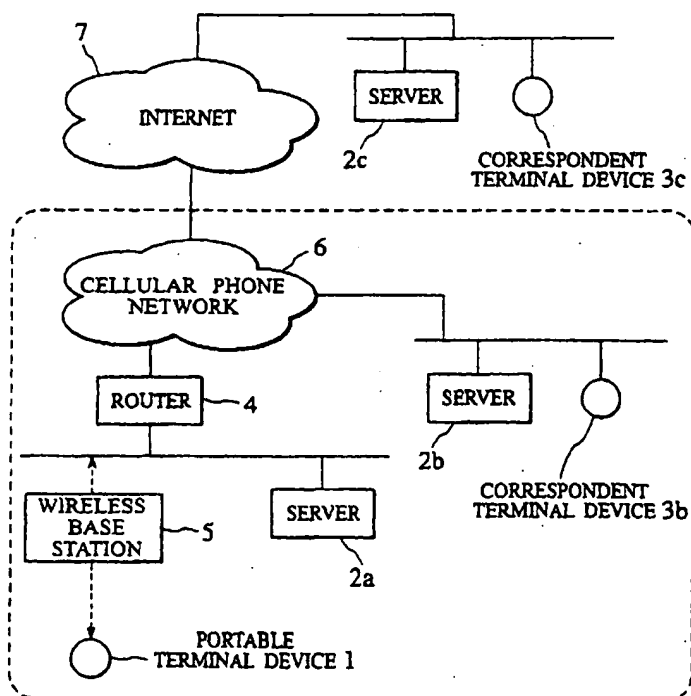 7
INTERNET
SERVER
2c
CORRESPONDENT
TERMINAL DEVICE 3c
6
CELLULAR PHONE
NETWORK
ROUTER
4
SERVER
2b
CORRESPONDENT
TERMINAL DEVICE 3b
WIRELESS
BASE
STATION
5
SERVER
2a
PORTABLE
TERMINAL DEVICE 1